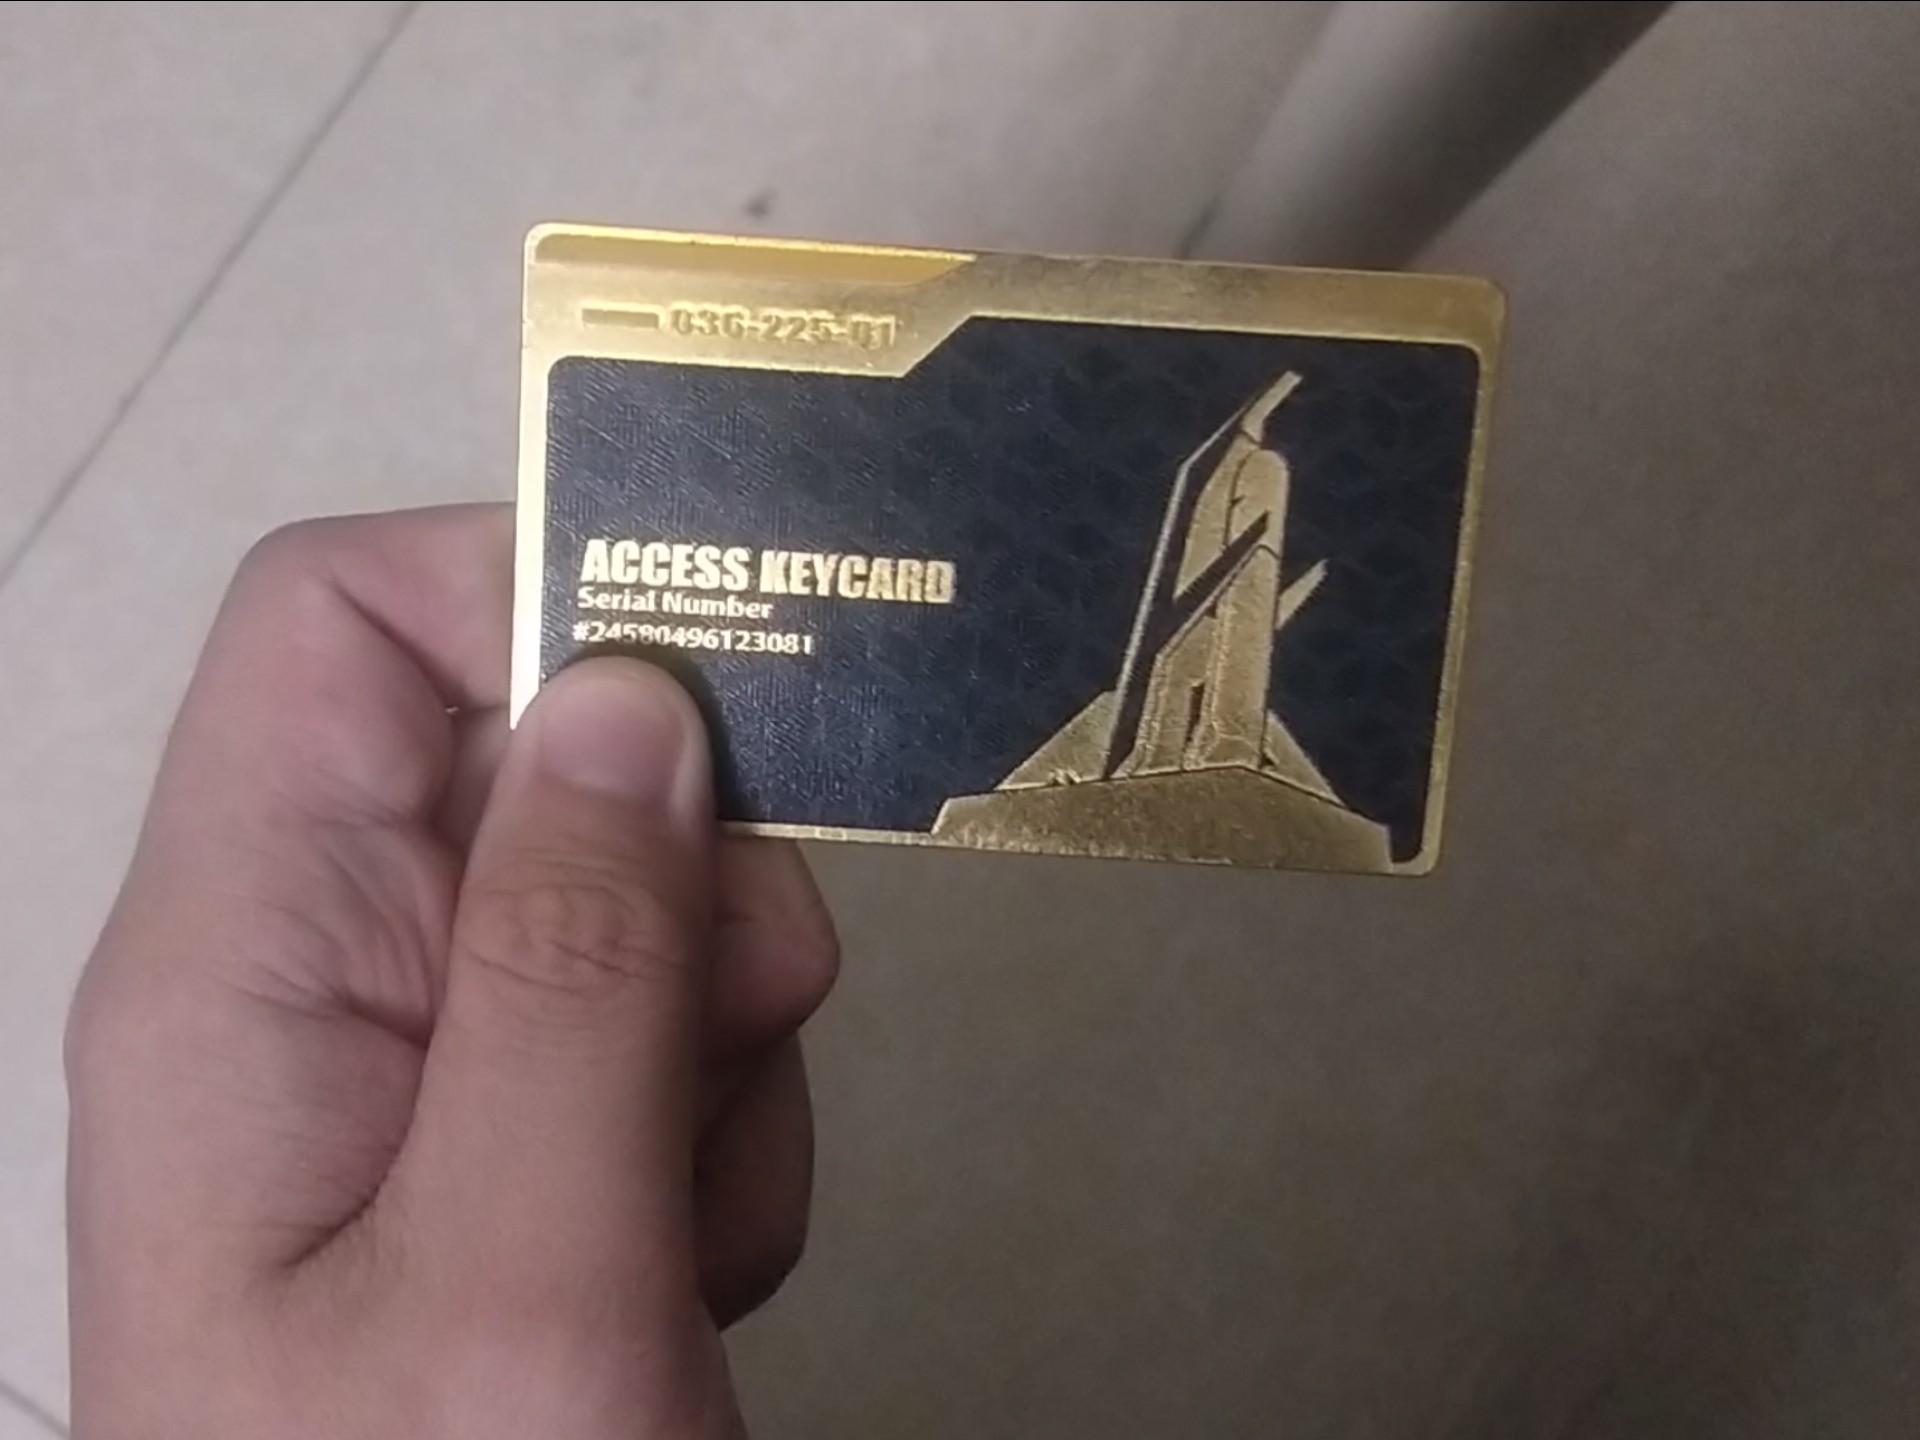 036-225-01
ACCESS KEYCARD
Serial Number
#24580496123081